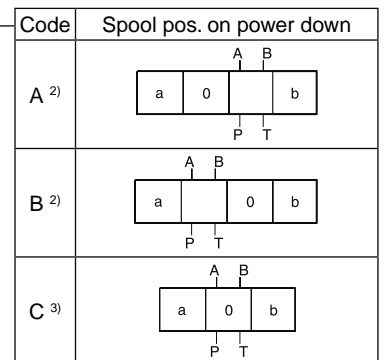 Code Spool pos. on power down
A B
A 2) a 0 b
P T
A B
B 2) a 0 b
P T
A B
C 3) a 0 b
P T